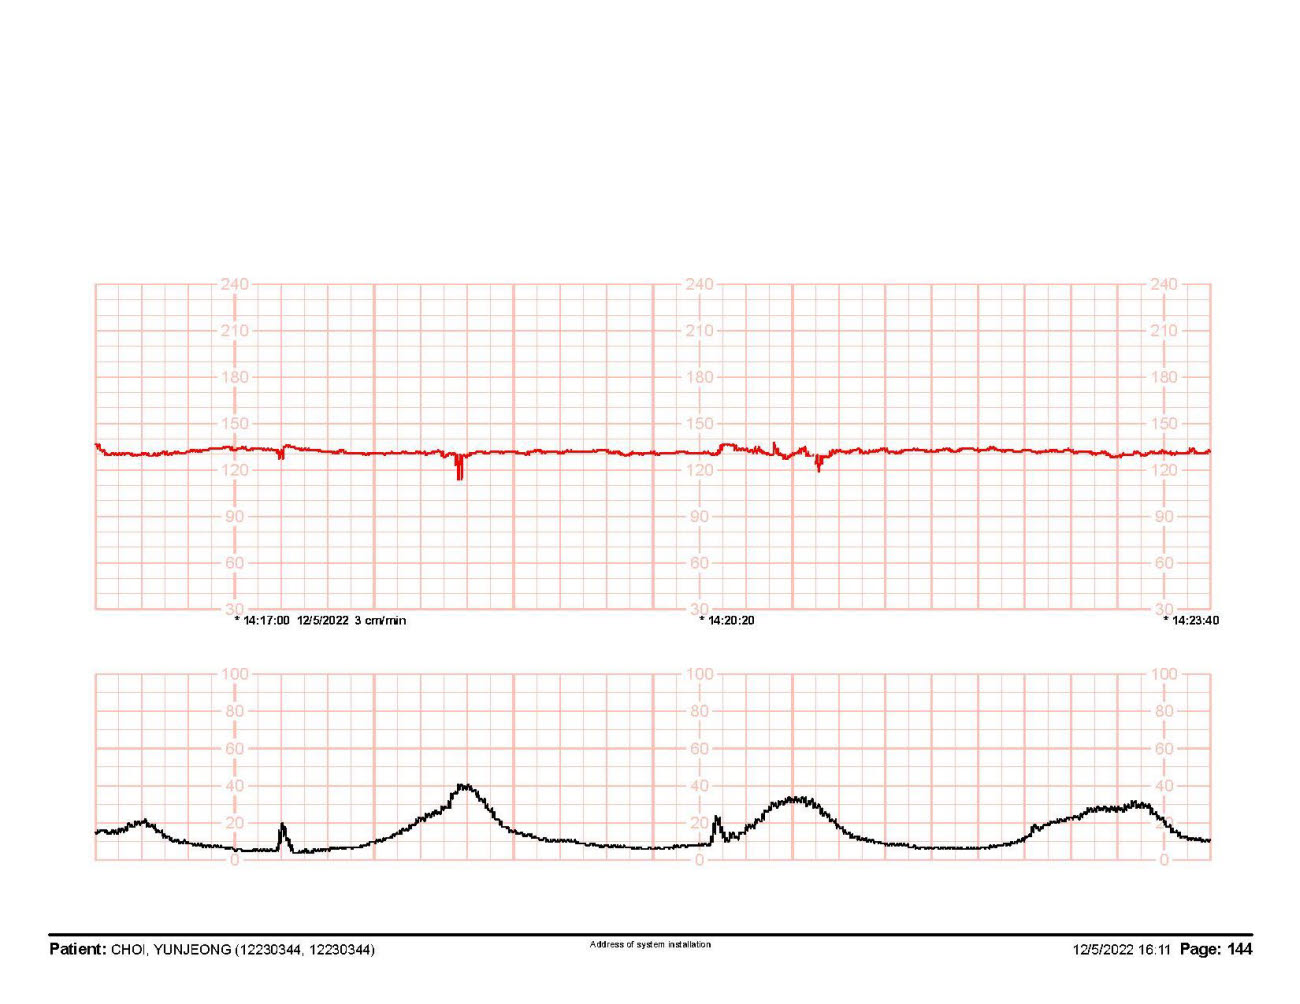 240 240 240
210 210 210
180 180 180
150 150 150
120 120 120
90 90 90
60 60 60
30 30 30
* 14:17:00 12/5/2022 3 cm/min * 14:20:20 * 14:23:40
100 100 100
80 80 80
60 60 60
40 40 40
20 20 20
0 0 0
Patient: CHOI, YUNJEONG (12230344, 12230344) Address of system installation 12/5/2022 16:11 Page: 144